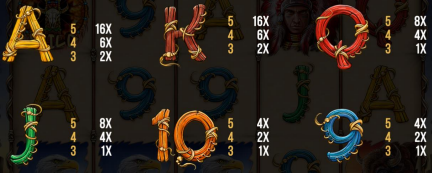 A 5 16X K 5 16X Q 5 8X
4 6X 4 6X 4 4X
3 2X 3 2X 3 1X
J 5 8X 10 5 4X 9 5 4X
4 4X 4 2X 4 2X
3 1X 3 1X 3 1X